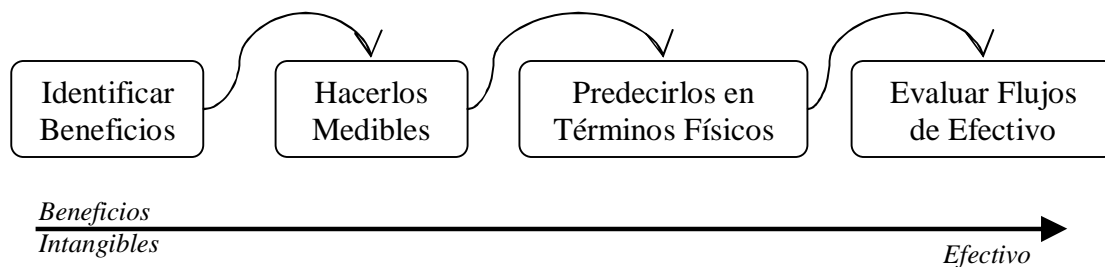 Identificar
Beneficios
Hacerlos
Medibles
Predecirlos en
Términos Físicos
Evaluar Flujos
de Efectivo
Beneficios
Intangibles
Efectivo